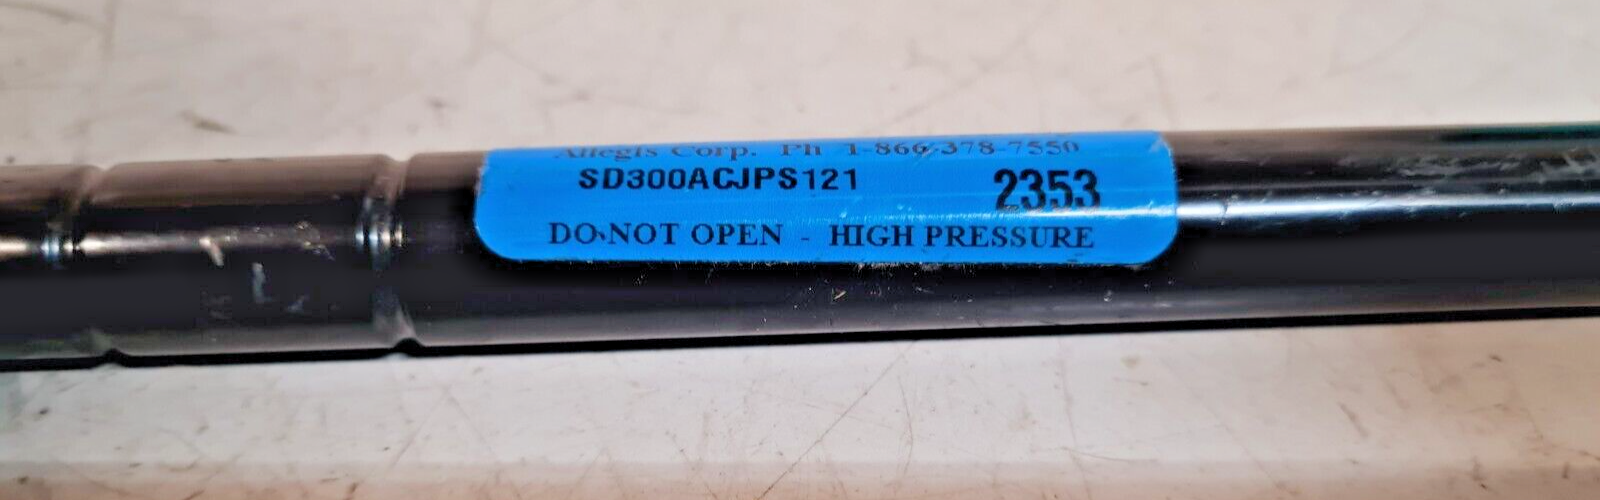 Allegis Corp. Ph 1-866-378-7550
SD300ACJPS121 2353
DO NOT OPEN - HIGH PRESSURE